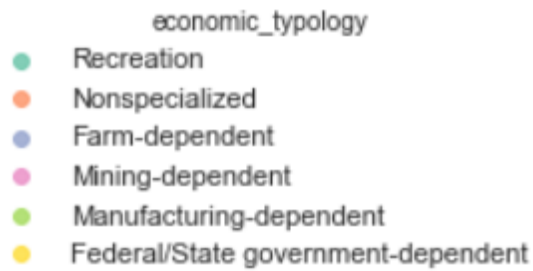 economic_typology
Recreation
Nonspecialized
Farm-dependent
Mining-dependent
Manufacturing-dependent
Federal/State government-dependent